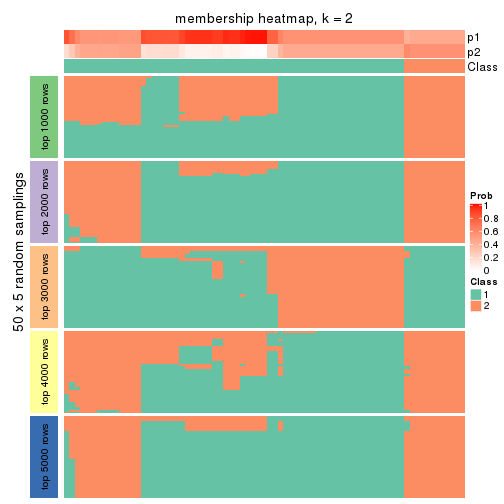 membership heatmap, k = 2
p1
p2
Class
50 x 5 random samplings
top 1000 rows
top 2000 rows
top 3000 rows
top 4000 rows
top 5000 rows
Prob
1
0.8
0.6
0.4
0.2
0
Class
1
2